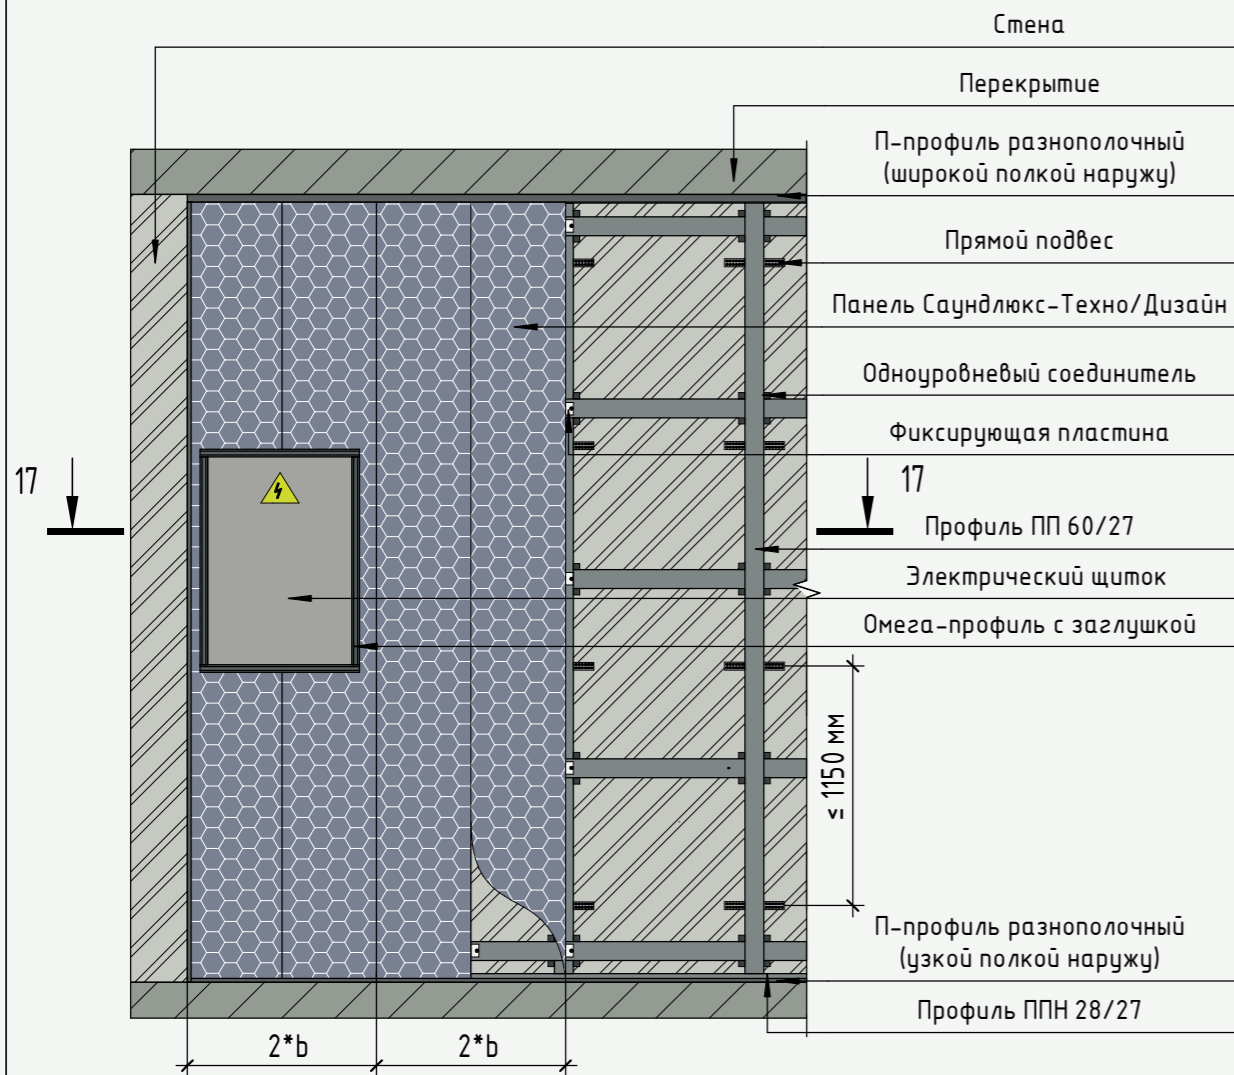 Стена
Перекрытие
П-профиль разнополочный
(широкой полкой наружу)
Прямой подвес
Панель Саундлюкс-Техно/Дизайн
Одноуровневый соединитель
Фиксирующая пластина
17
17
Профиль ПП 60/27
Электрический щиток
Омега-профиль с заглушкой
≤ 1150 мм
П-профиль разнополочный
(узкой полкой наружу)
Профиль ППН 28/27
2*b
2*b